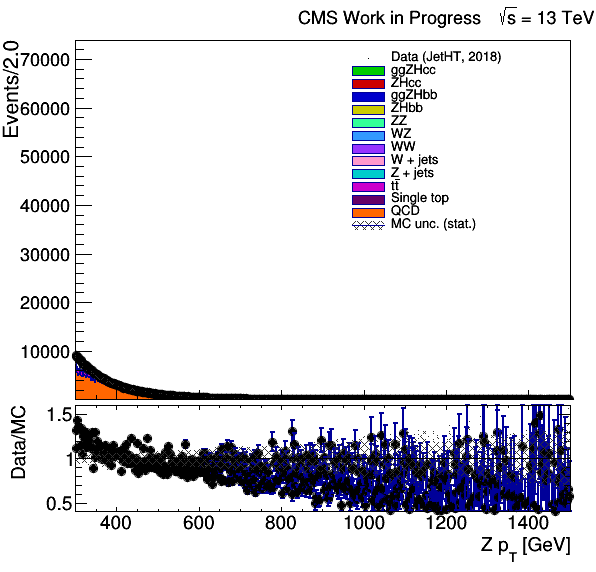 CMS Work in Progress √s = 13 TeV
Events/2.0
70000
60000
50000
40000
30000
20000
10000
Data (JetHT, 2018)
ggZHcc
ZHcc
ggZHbb
ZHbb
ZZ
WZ
WW
W + jets
Z + jets
tt̄
Single top
QCD
MC unc. (stat.)
Data/MC
1.5
1
0.5
400 600 800 1000 1200 1400
Z pT [GeV]